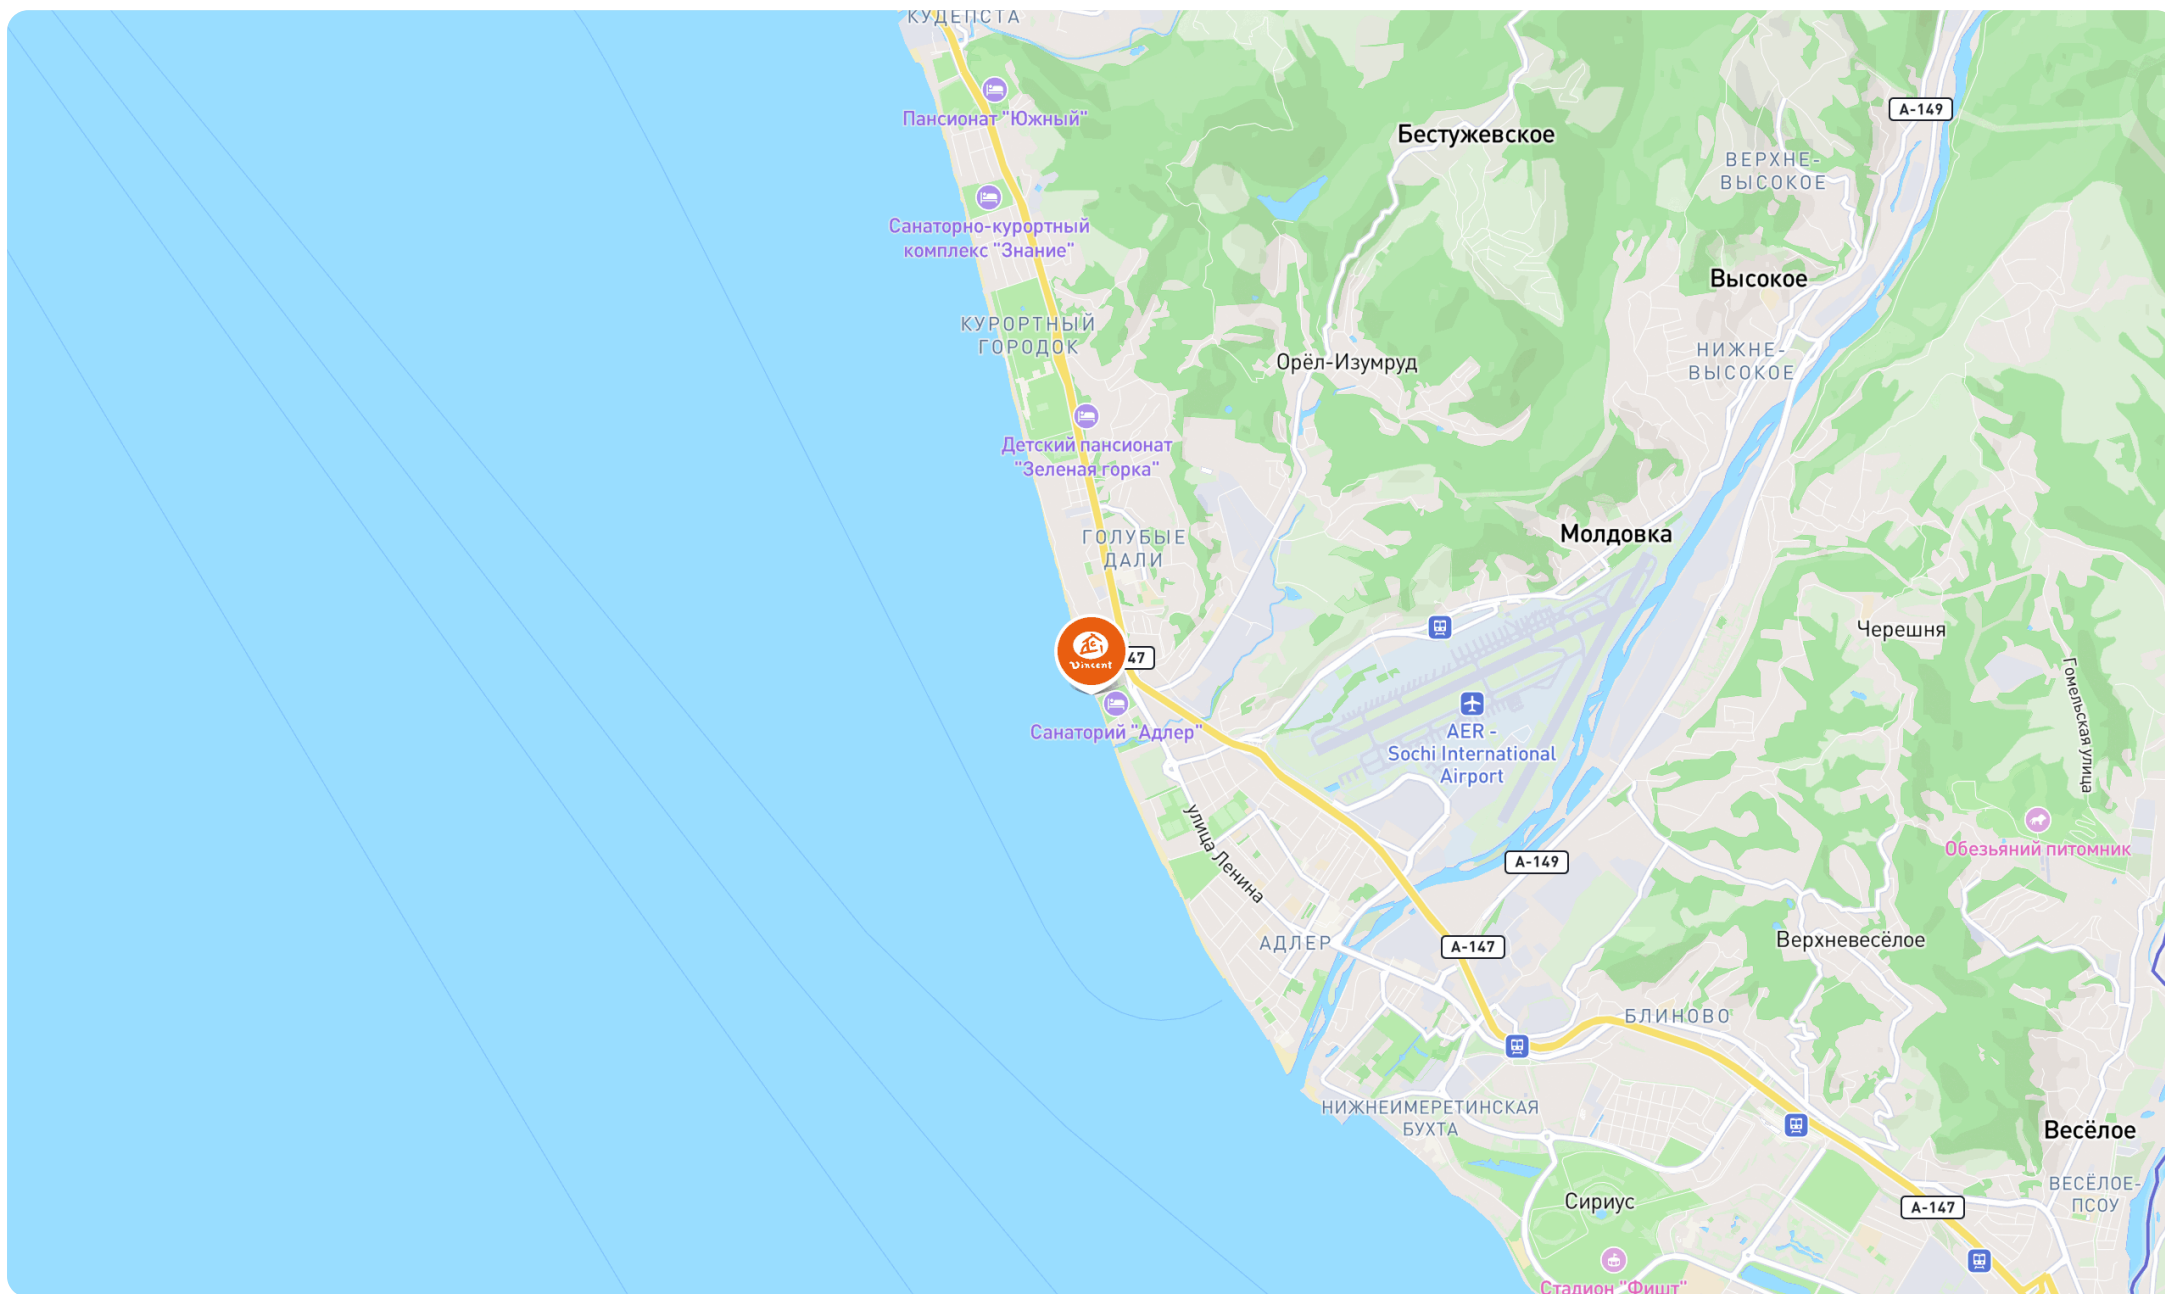 КУДЕПСТА
Пансионат "Южный"
Бестужевское
А-149
ВЕРХНЕ-
ВЫСОКОЕ
Санаторно-курортный
комплекс "Знание"
Высокое
КУРОРТНЫЙ
ГОРОДОК
НИЖНЕ-
ВЫСОКОЕ
Орёл-Изумруд
Детский пансионат
"Зеленая горка"
ГОЛУБЫЕ
ДАЛИ
Молдовка
Черешня
Vincent
47
Гомельская улица
Санаторий "Адлер"
AER -
Sochi International
Airport
улица Ленина
Обезьяний питомник
А-149
АДЛЕР
А-147
Верхневесёлое
БЛИНОВО
НИЖНЕИМЕРЕТИНСКАЯ
БУХТА
Весёлое
ВЕСЁЛОЕ-
ПСОУ
Сириус
А-147
Стадион "Фишт"